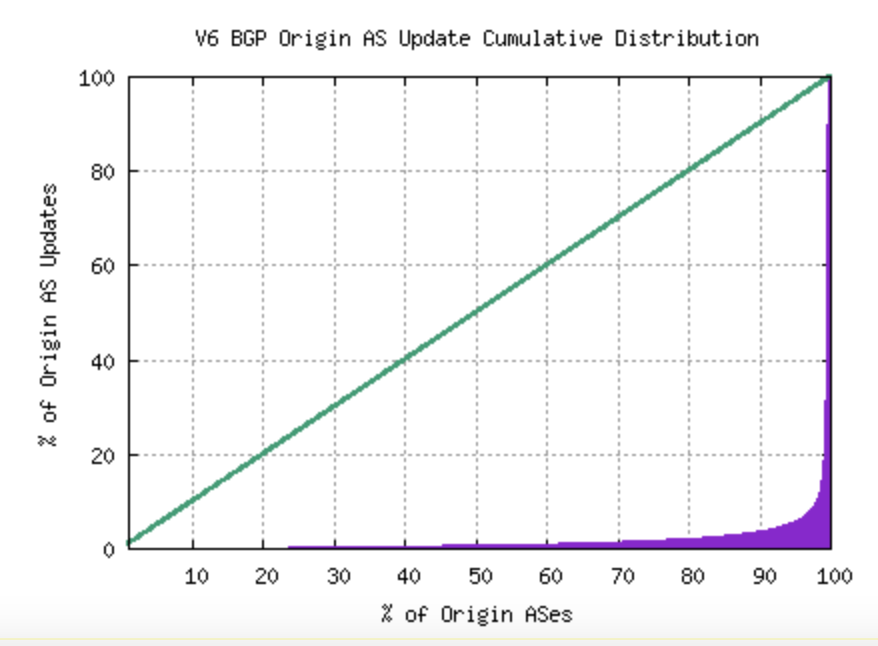 V6 BGP Origin AS Update Cumulative Distribution
100
80
60
40
20
0
% of Origin AS Updates
10 20 30 40 50 60 70 80 90 100
% of Origin ASes